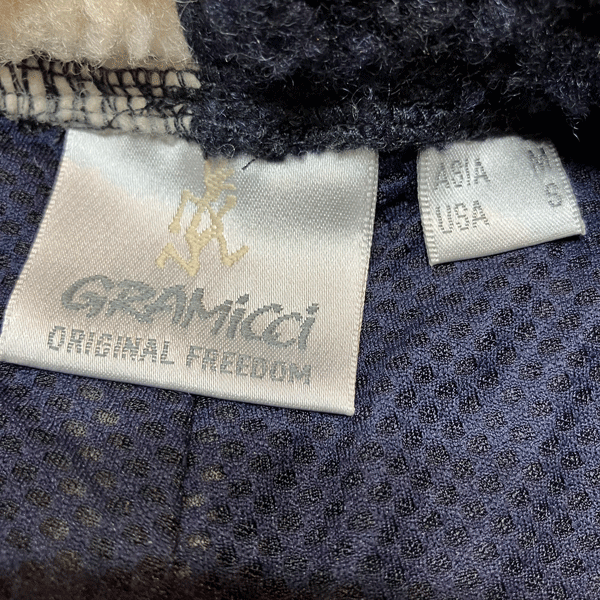 GRAMiCCi
ORIGINAL FREEDOM
ASIA M
USA S